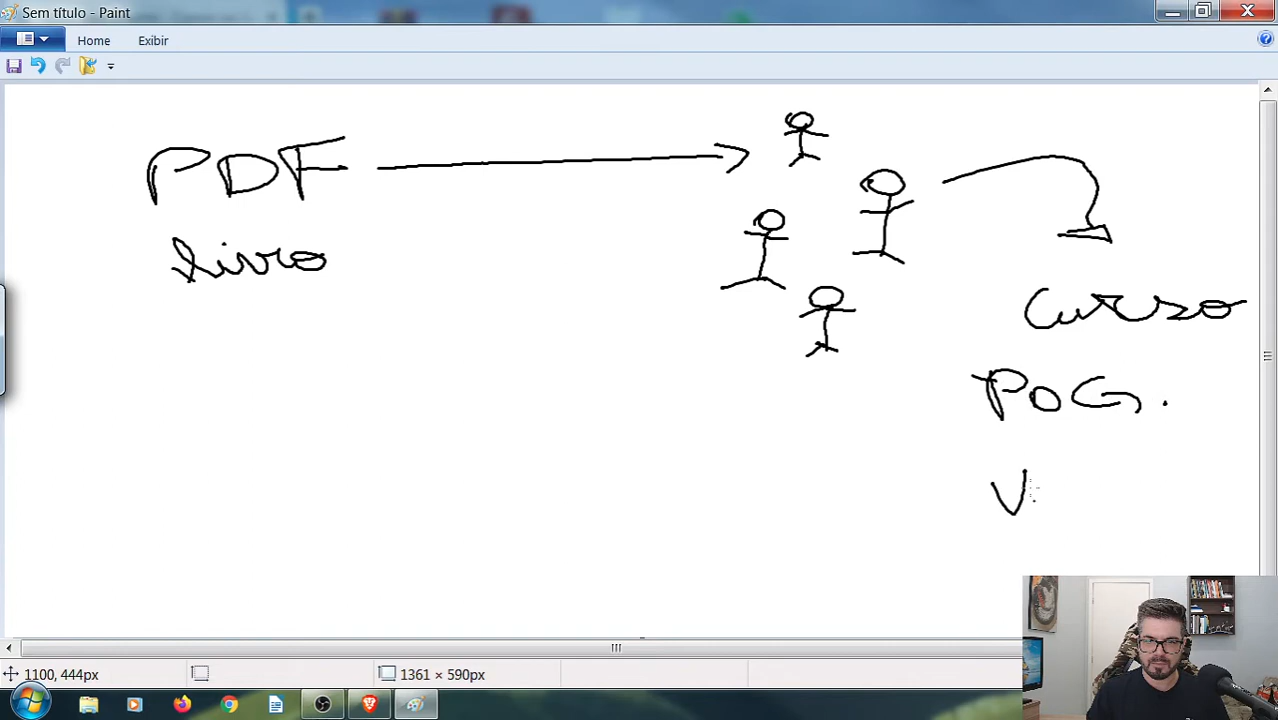 Sem título - Paint
Home Exibir
PDF
livro
Curso
POG.
V
1100, 444px 1361 × 590px